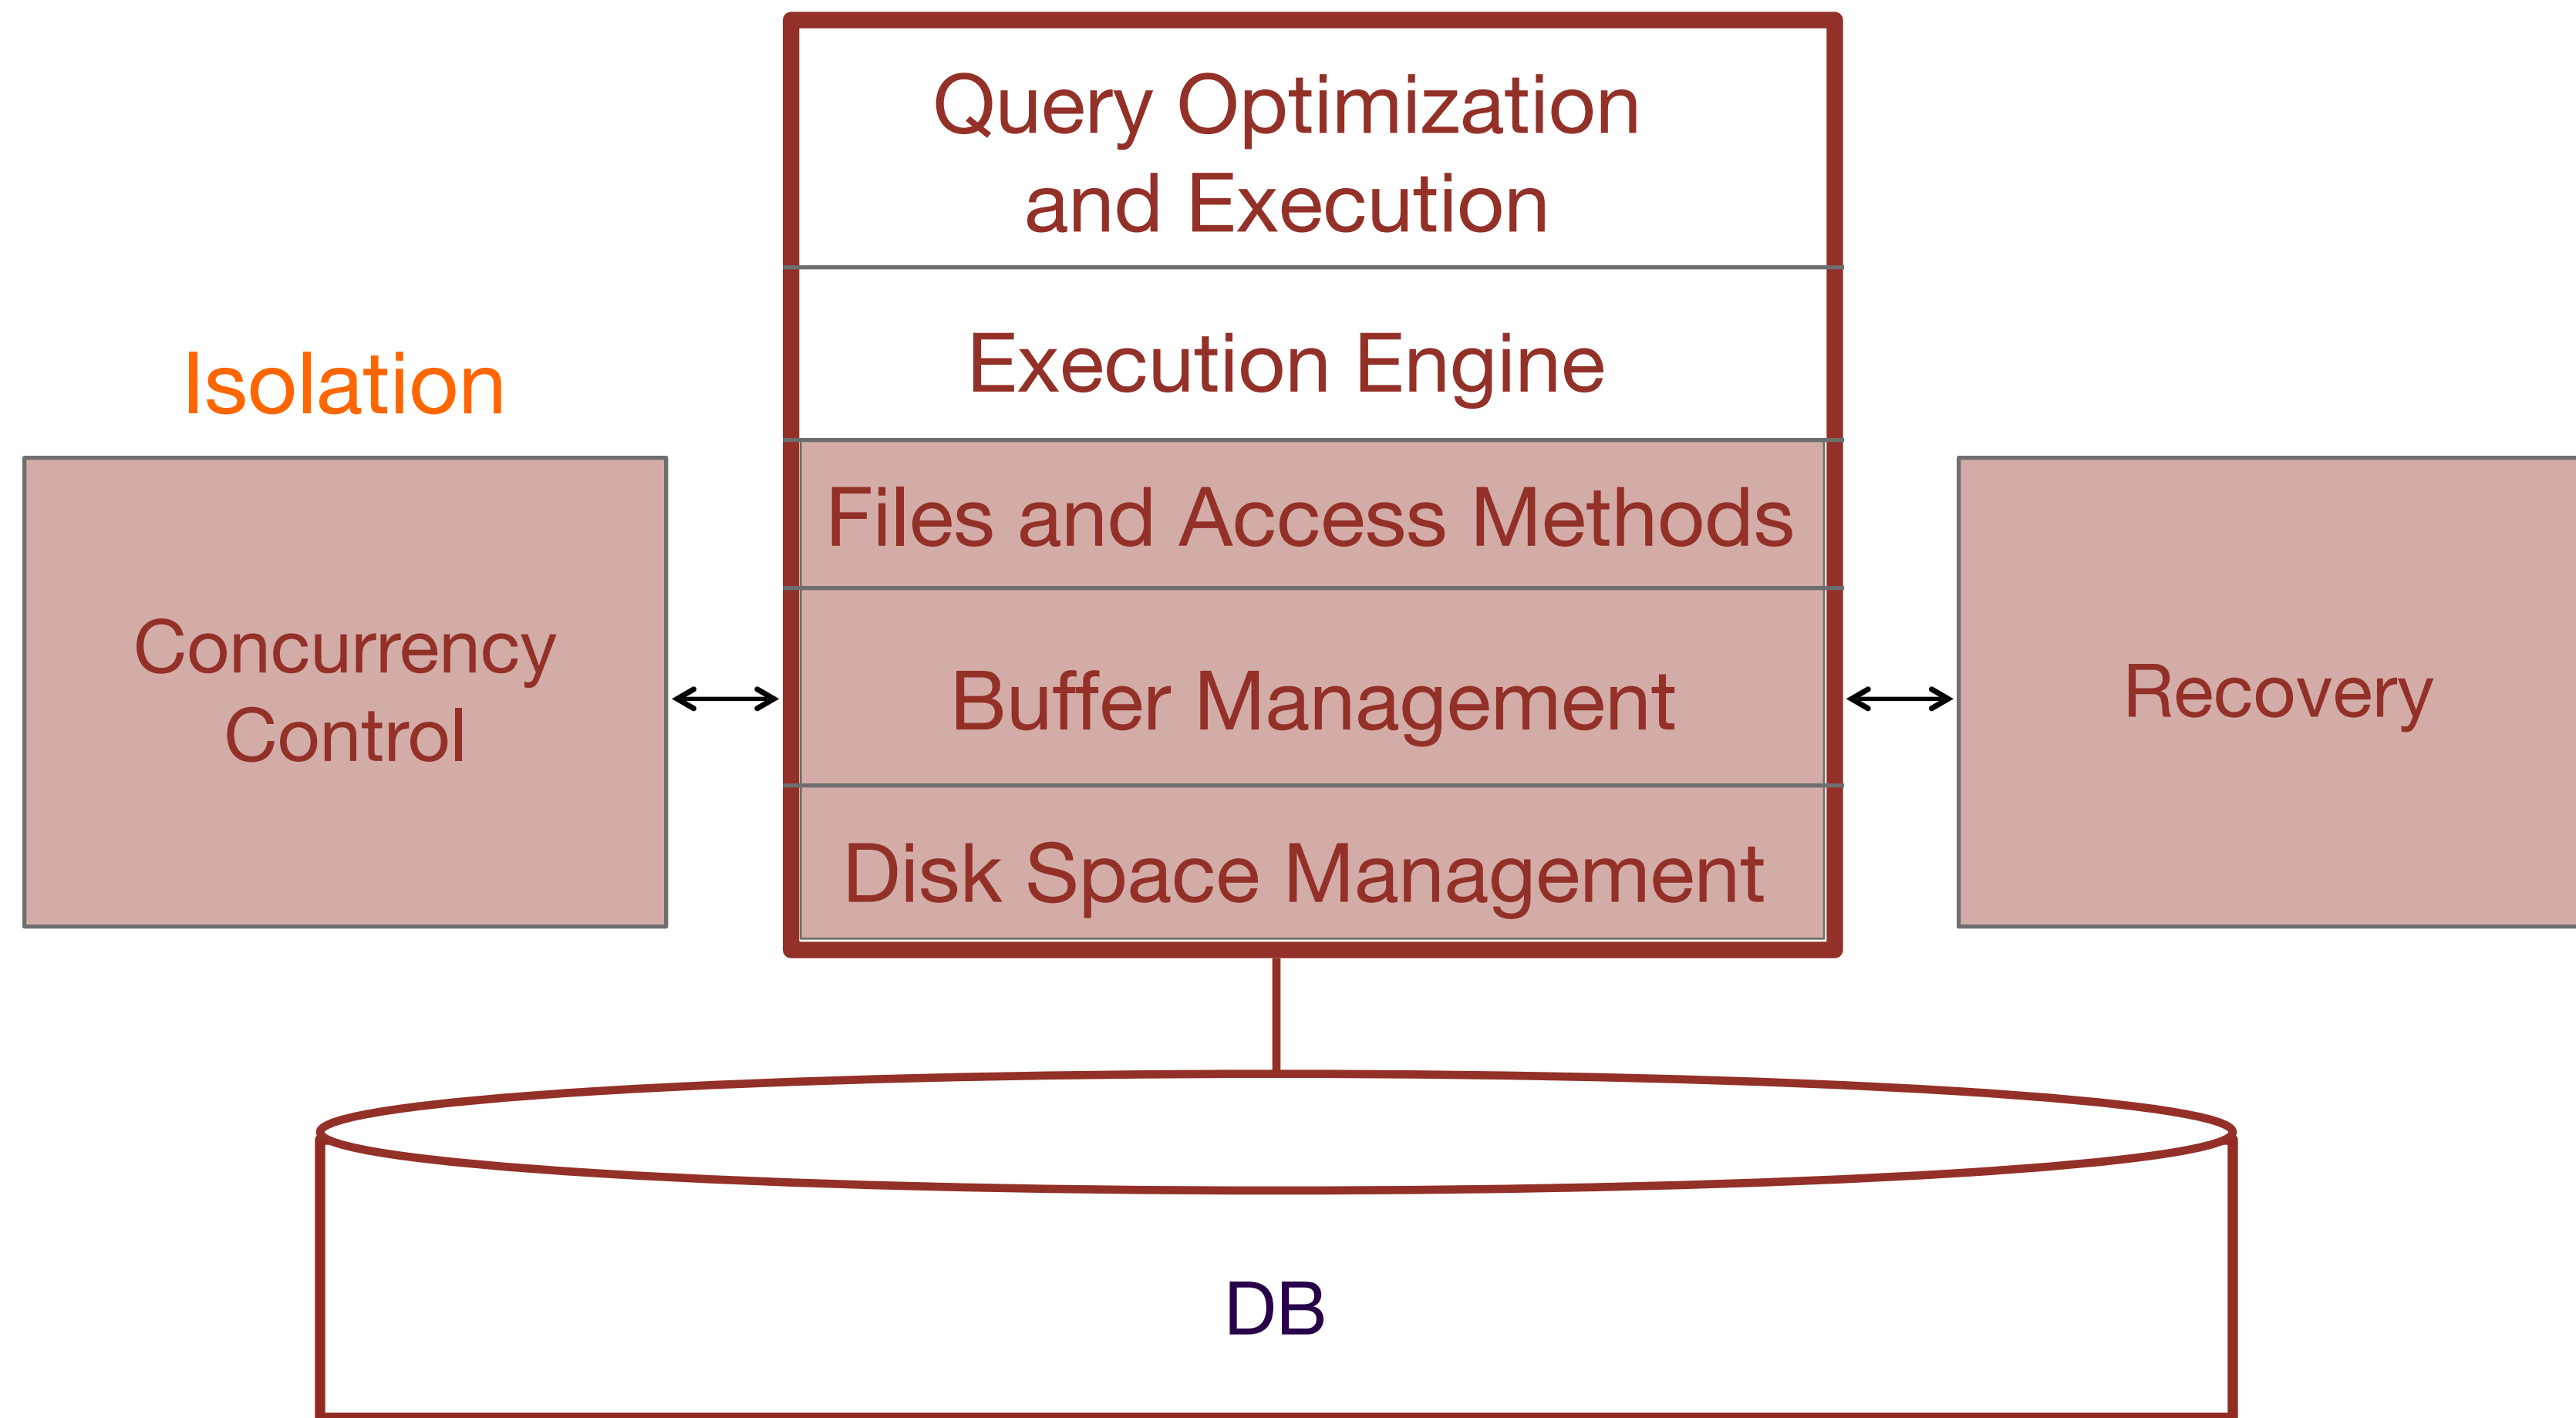 Query Optimization
and Execution
Execution Engine
Isolation
Files and Access Methods
Concurrency
Control
Buffer Management
Recovery
Disk Space Management
DB